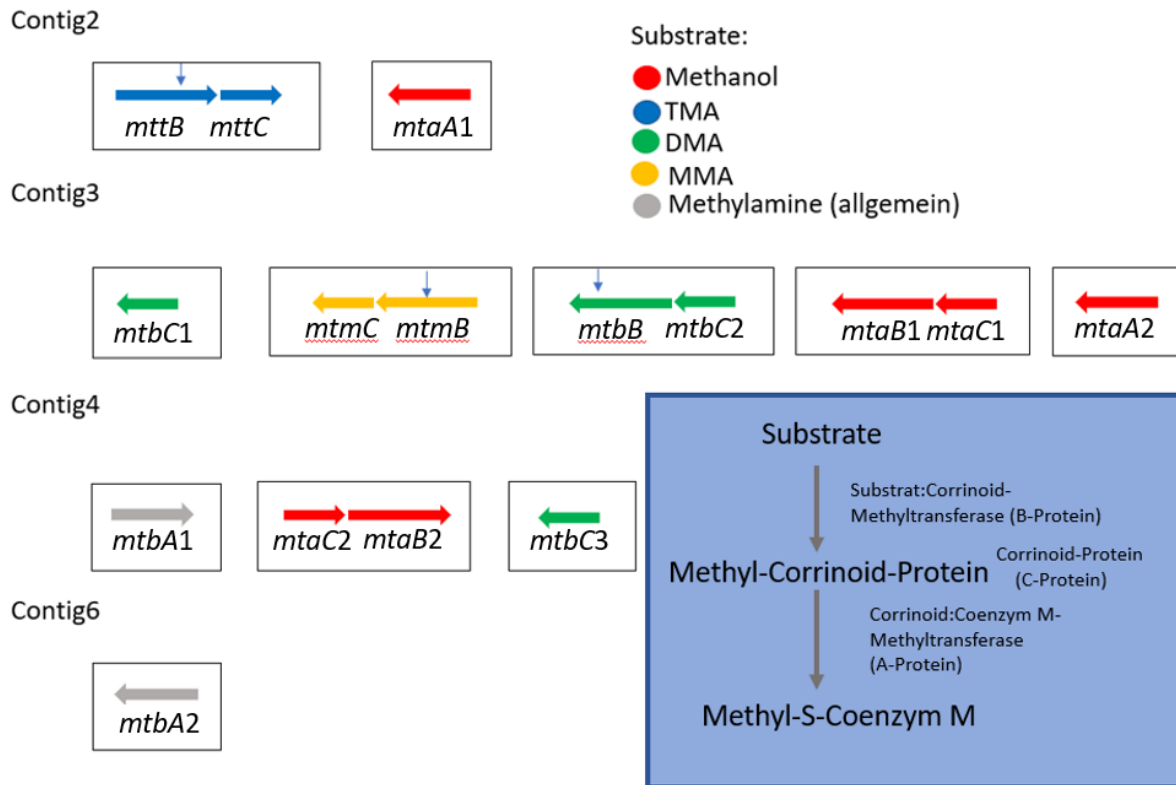 Contig2
mttB mttC
mtaA1
Substrate:
Methanol
TMA
DMA
MMA
Methylamine (allgemein)
Contig3
mtbC1
mtmC mtmB
mtbB mtbC2
mtaB1 mtaC1
mtaA2
Contig4
mtbA1
mtaC2 mtaB2
mtbC3
Contig6
mtbA2
Substrate
Substrat:Corrinoid-
Methyltransferase (B-Protein)
Methyl-Corrinoid-Protein
Corrinoid-Protein
(C-Protein)
Corrinoid:Coenzym M-
Methyltransferase
(A-Protein)
Methyl-S-Coenzym M